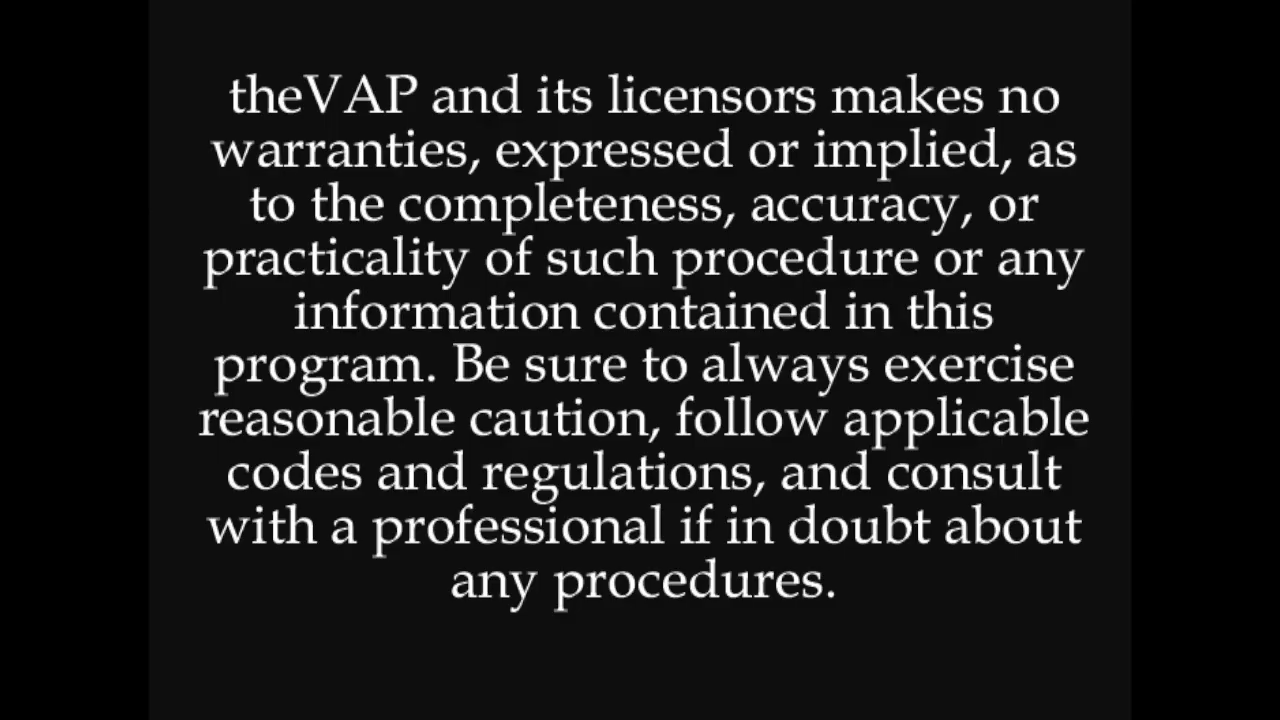 theVAP and its licensors makes no
warranties, expressed or implied, as
to the completeness, accuracy, or
practicality of such procedure or any
information contained in this
program. Be sure to always exercise
reasonable caution, follow applicable
codes and regulations, and consult
with a professional if in doubt about
any procedures.